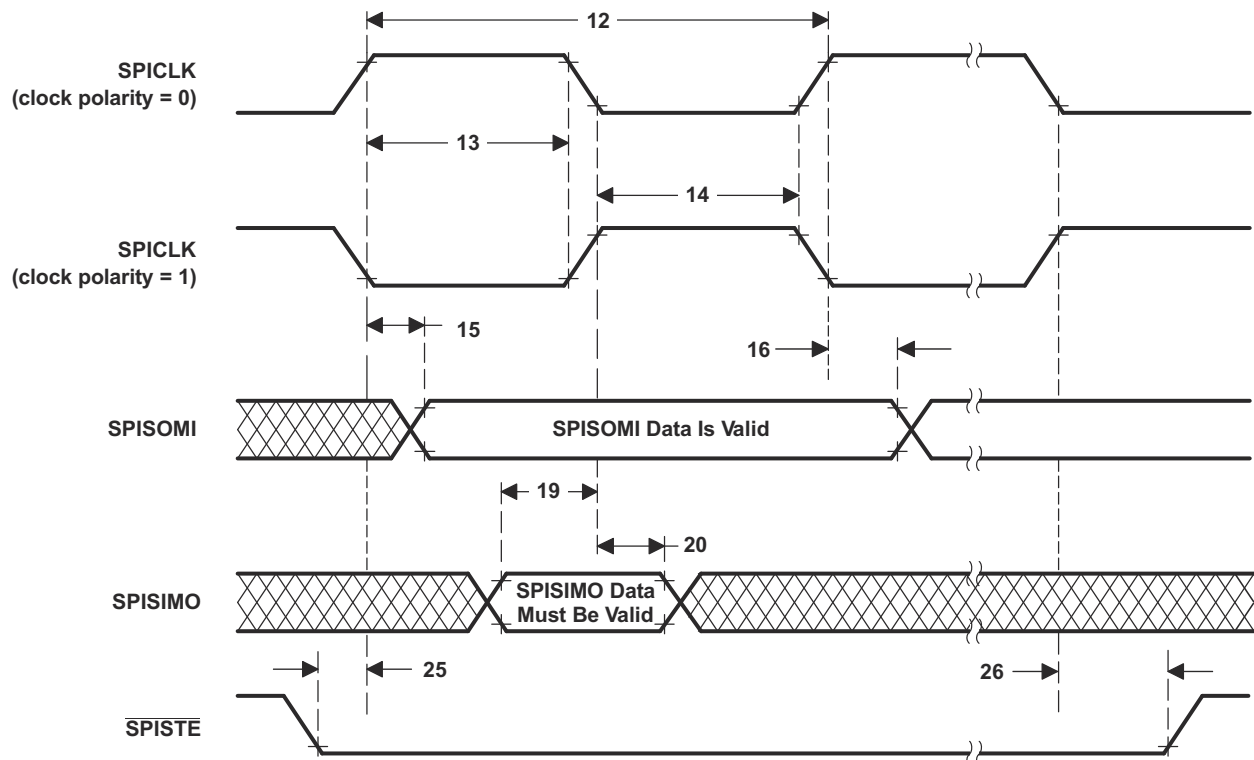 12
SPICLK
(clock polarity = 0)
13
14
SPICLK
(clock polarity = 1)
15
16
SPISOMI
SPISOMI Data Is Valid
19
20
SPISIMO
SPISIMO Data
Must Be Valid
25
26
SPISTE